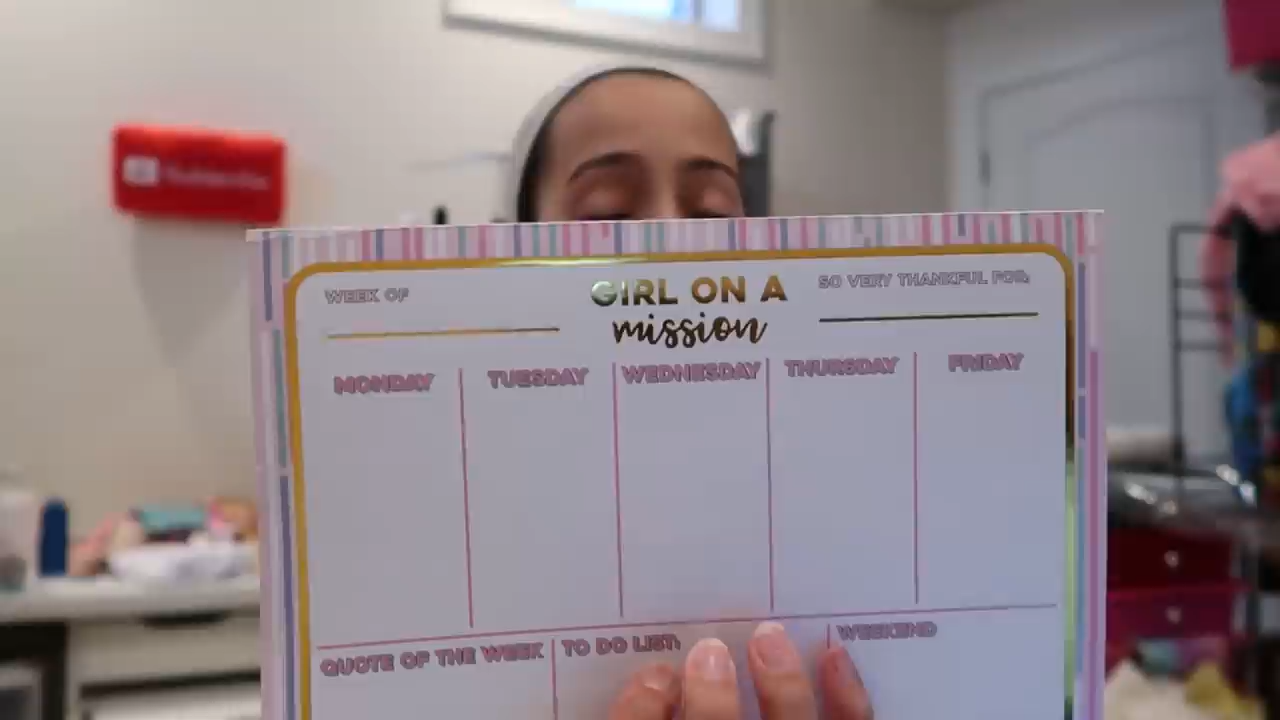 WEEK OF
GIRL ON A
mission
SO VERY THANKFUL FOR:
MONDAY
TUESDAY
WEDNESDAY
THURSDAY
FRIDAY
QUOTE OF THE WEEK
TO DO LIST:
WEEKEND